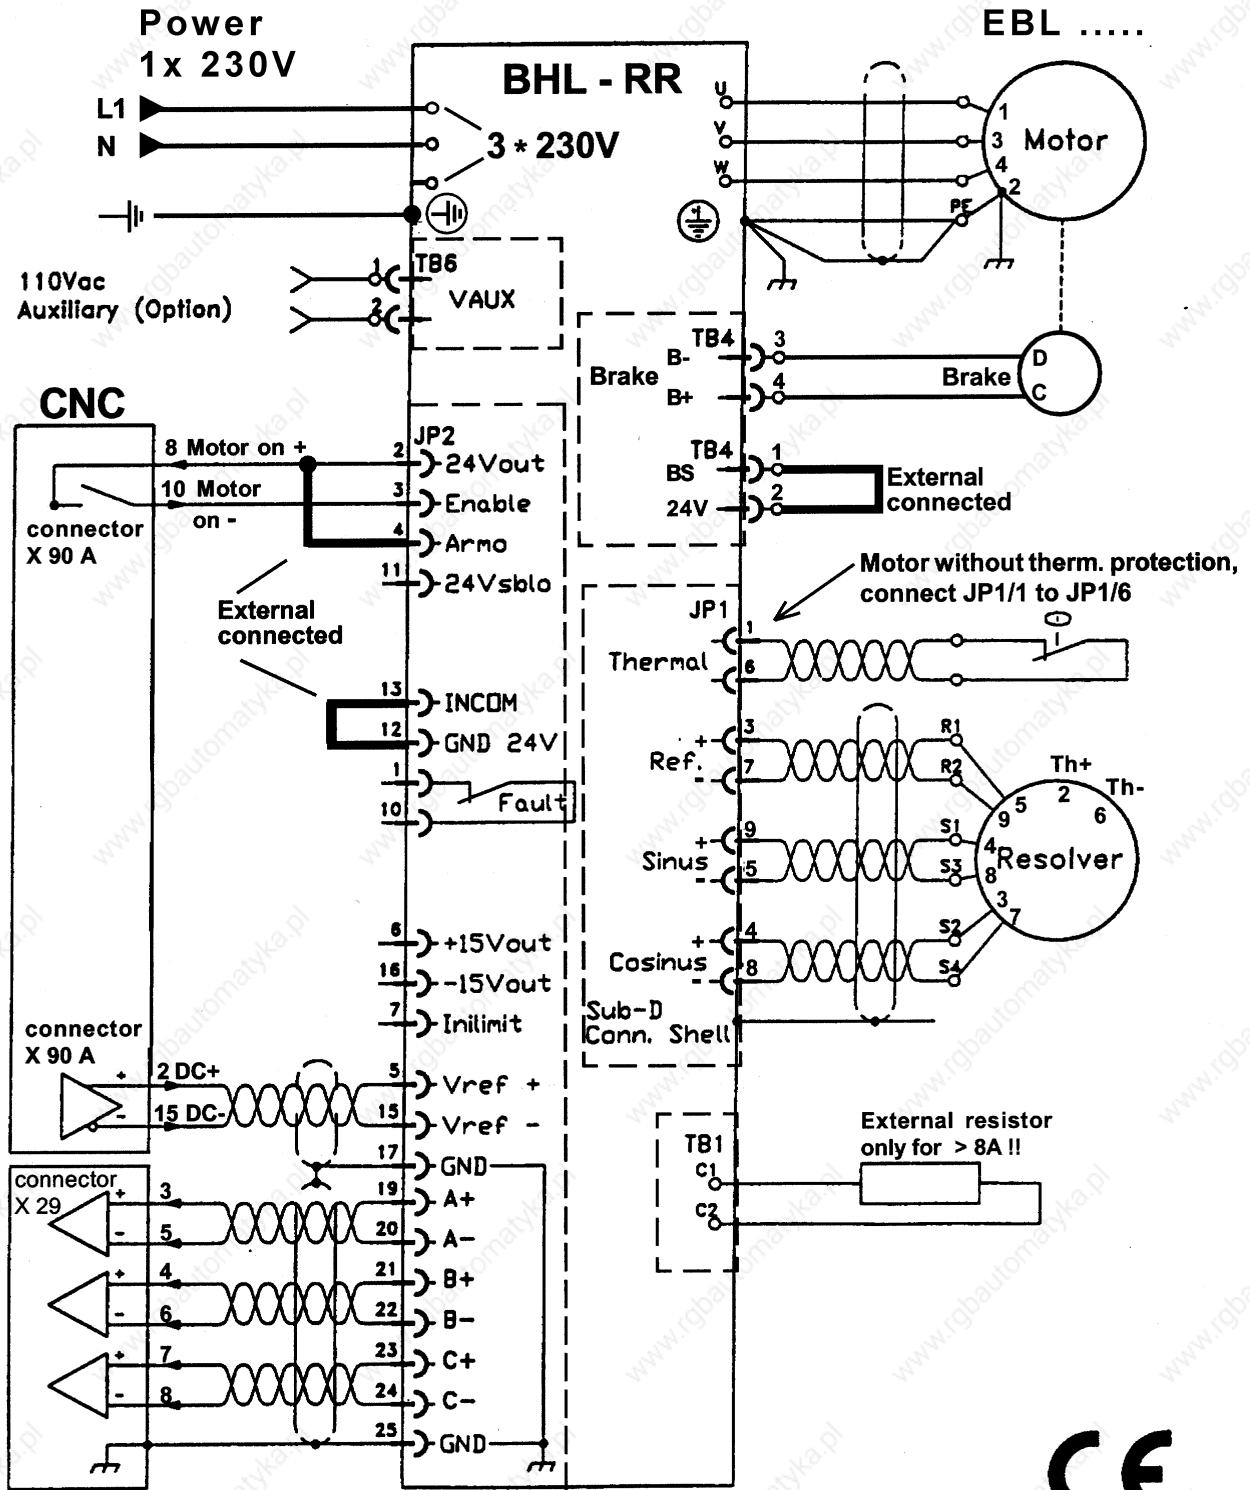 Power
1x 230V
EBL .....
BHL - RR
L1
N
3 * 230V
U
V
W
PE
1
3
4
2
Motor
110Vac
Auxiliary (Option)
1
2
TB6
VAUX
Brake
TB4
B-
B+
3
4
Brake
D
C
TB4
BS
24V
1
2
External
connected
CNC
8 Motor on +
10 Motor
on -
connector
X 90 A
JP2
2
24Vout
3
Enable
4
Armo
11
24Vsblo
External
connected
13
INCOM
12
GND 24V
1
10
Fault
6
+15Vout
16
-15Vout
7
Inilimit
Motor without therm. protection,
connect JP1/1 to JP1/6
JP1
Thermal
1
6
Ref.
+
-
3
7
R1
R2
Sinus
+
-
9
5
S1
S3
Cosinus
+
-
4
8
S2
S4
Th+
2
Th-
6
5
9
4
8
3
7
Resolver
Sub-D
Conn. Shell
connector
X 90 A
+
-
2 DC+
15 DC-
5
Vref +
15
Vref -
17
GND
connector
X 29
+
-
3
5
19
A+
20
A-
+
-
4
6
21
B+
22
B-
+
-
7
8
23
C+
24
C-
25
GND
TB1
C1
C2
External resistor
only for > 8A !!
CE
www.rgbautomatyka.pl